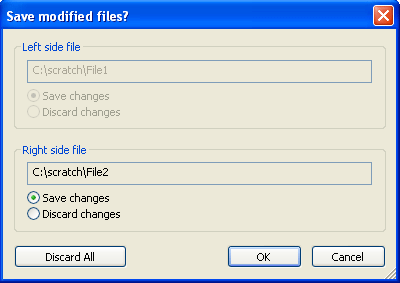 Save modified files?
Left side file
C:\scratch\File1
Save changes
Discard changes
Right side file
C:\scratch\File2
Save changes
Discard changes
Discard All
OK
Cancel